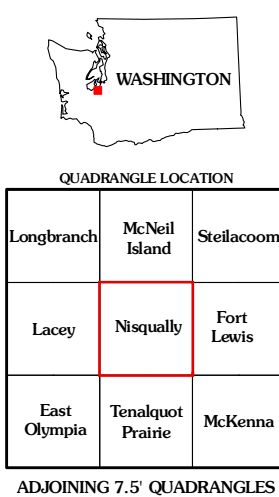 WASHINGTON
QUADRANGLE LOCATION
Longbranch
McNeil
Island
Steilacoom
Lacey
Nisqually
Fort
Lewis
East
Olympia
Tenalquot
Prairie
McKenna
ADJOINING 7.5' QUADRANGLES